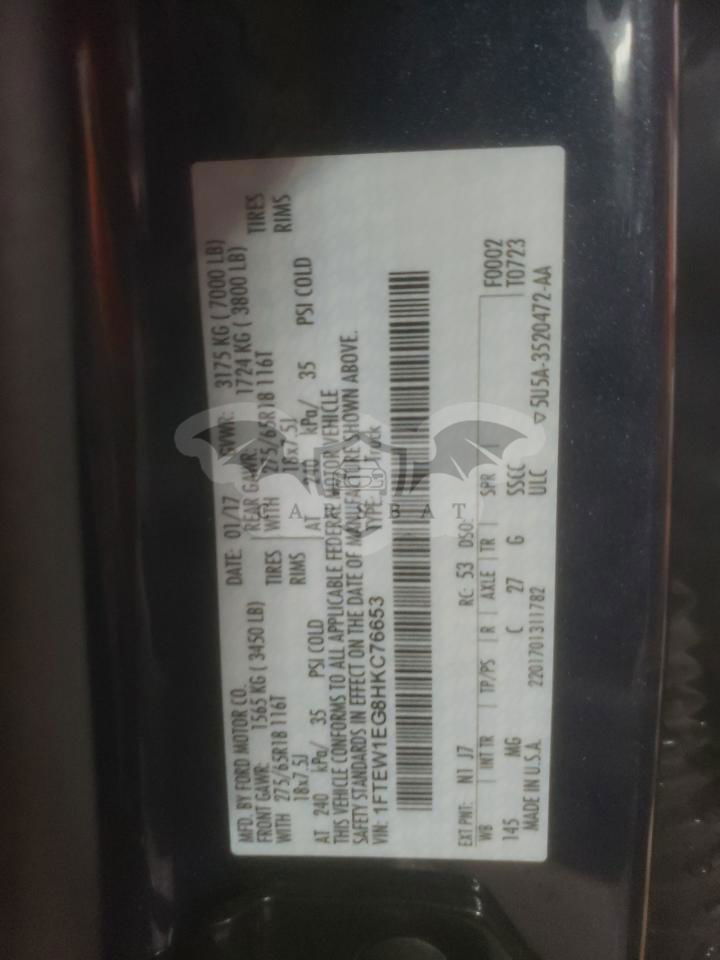 MFD. BY FORD MOTOR CO. DATE: 01/17 GVWR: 3175 KG ( 7000 LB)
FRONT GAWR: 1565 KG ( 3450 LB) REAR GAWR: 1724 KG ( 3800 LB)
WITH 275/65R18 116T TIRES WITH 275/65R18 116T TIRES
18x7.5J RIMS 18x7.5J RIMS
AT 240 kPa/ 35 PSI COLD AT 240 kPa/ 35 PSI COLD
THIS VEHICLE CONFORMS TO ALL APPLICABLE FEDERAL MOTOR VEHICLE
SAFETY STANDARDS IN EFFECT ON THE DATE OF MANUFACTURE SHOWN ABOVE.
VIN: 1FTEW1EG8HKC76653 TYPE: Truck
EXT PNT: N1 J7 RC: 53 DSO: F0002
WB INT TR TP/PS R AXLE TR SPR T0723
145 MG C 27 G SSCC
MADE IN U.S.A. 2201701311782 ULC ▽ 5U5A-3520472-AA